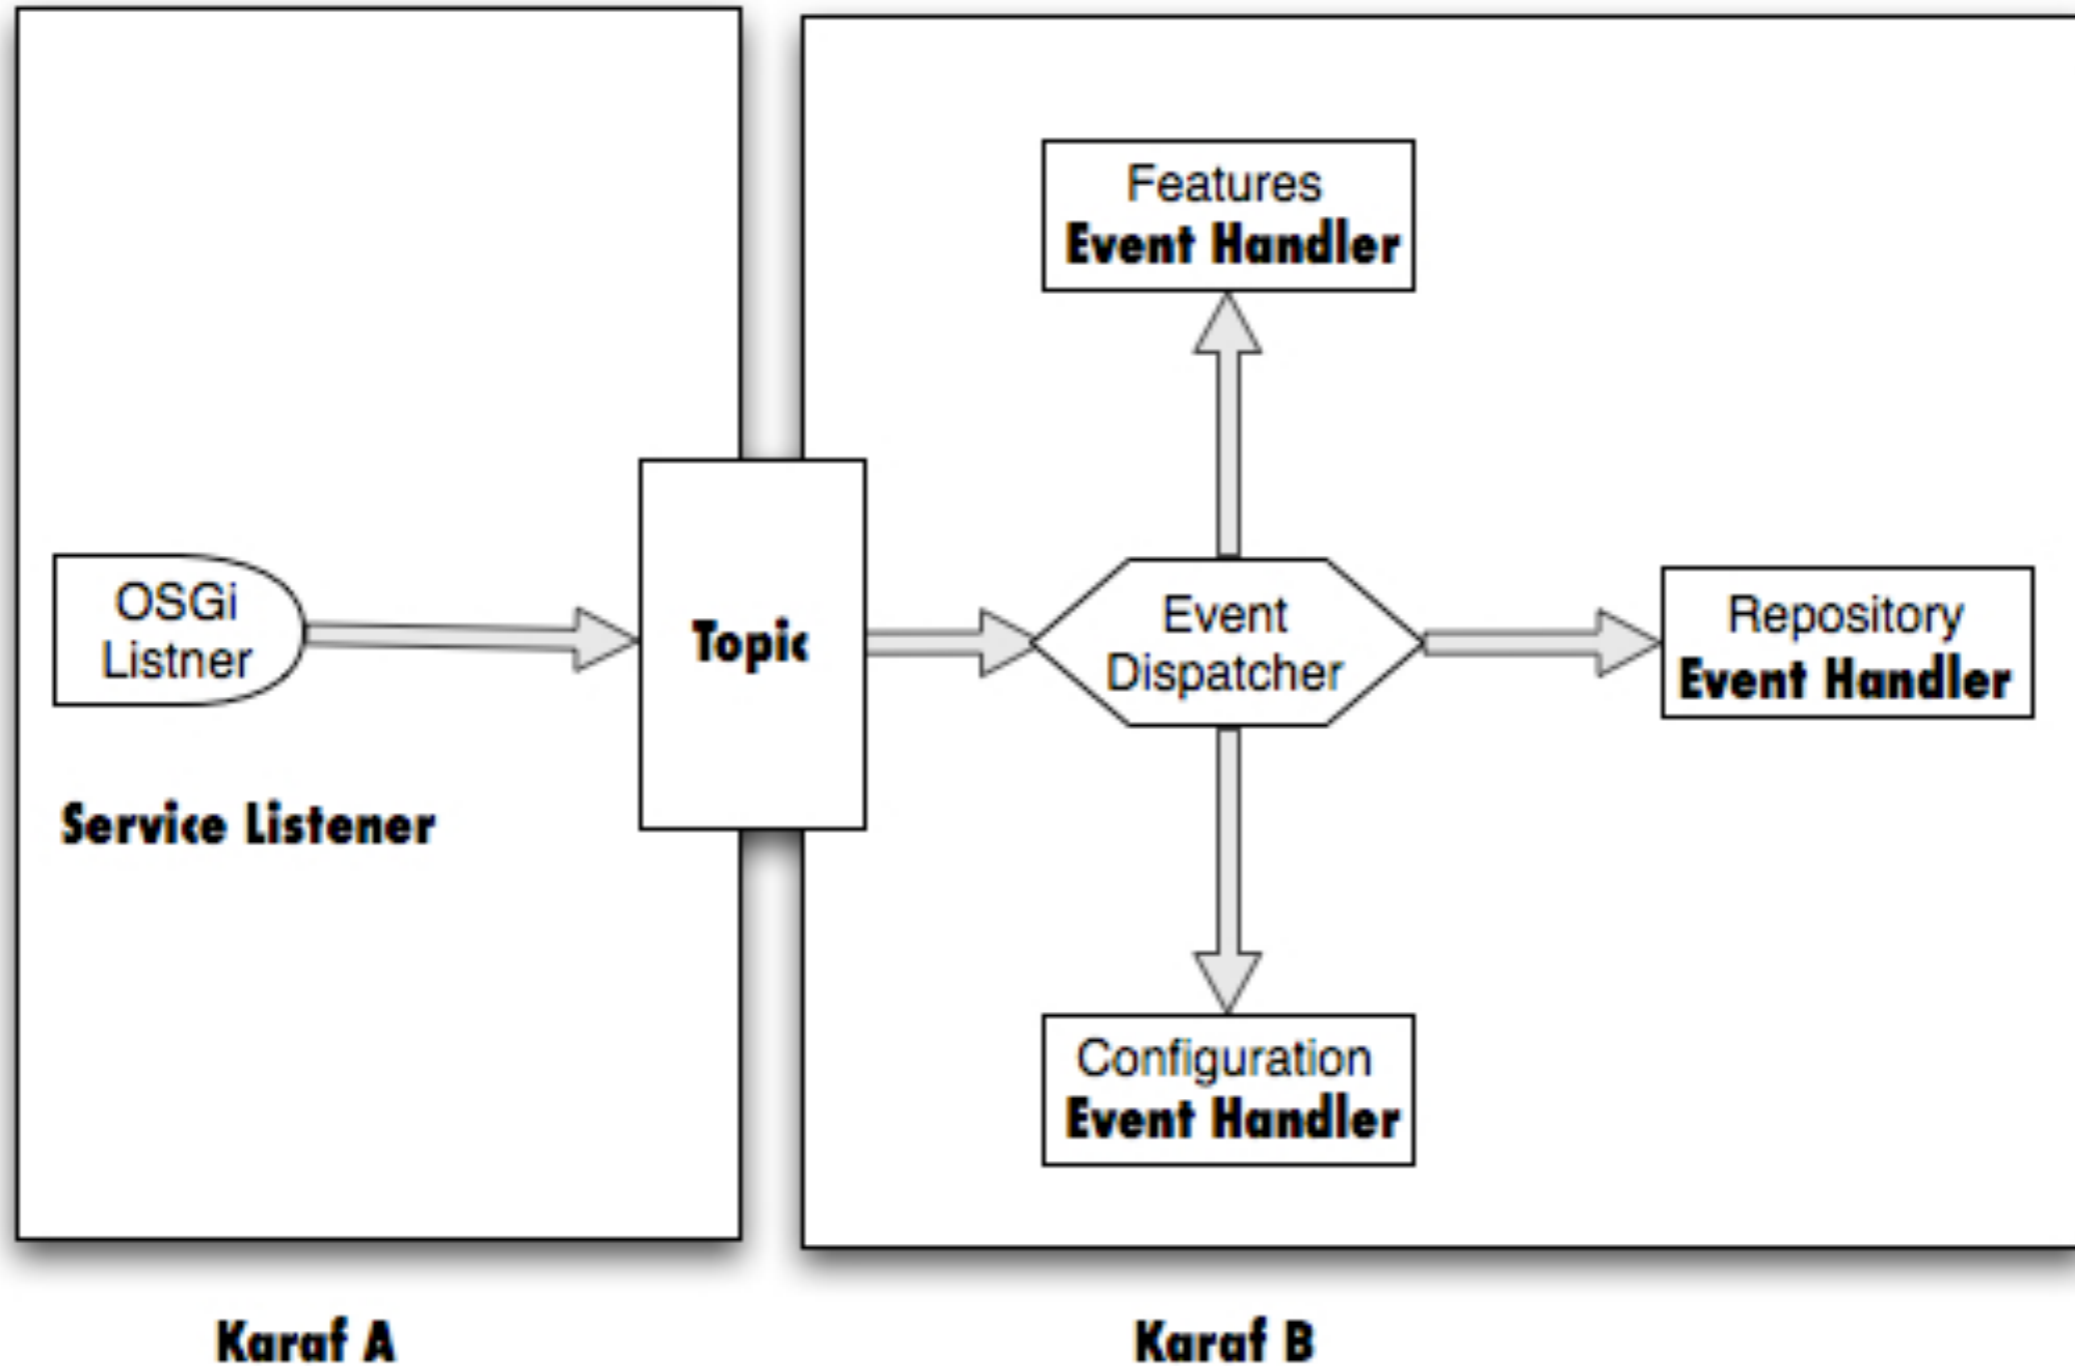 Features
Event Handler
OSGi
Listner
Topic
Event
Dispatcher
Repository
Event Handler
Service Listener
Configuration
Event Handler
Karaf A
Karaf B